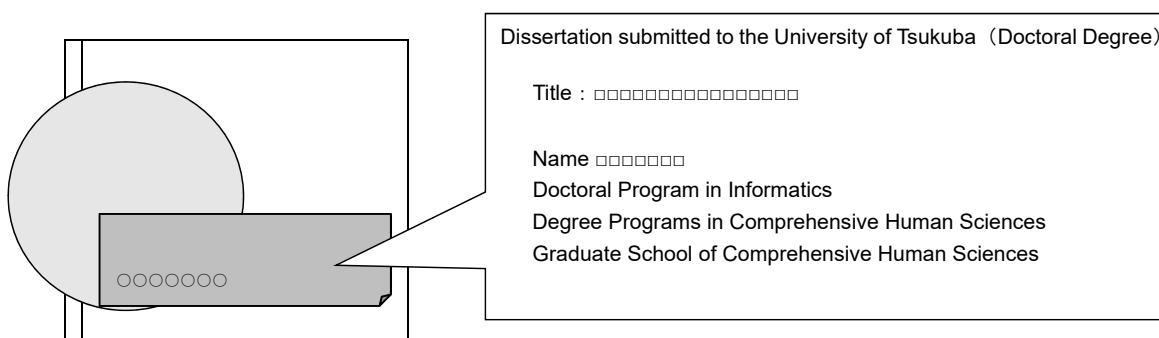 Dissertation submitted to the University of Tsukuba（Doctoral Degree）
Title：□□□□□□□□□□□□□□□□
Name □□□□□□□
Doctoral Program in Informatics
Degree Programs in Comprehensive Human Sciences
Graduate School of Comprehensive Human Sciences
○○○○○○○